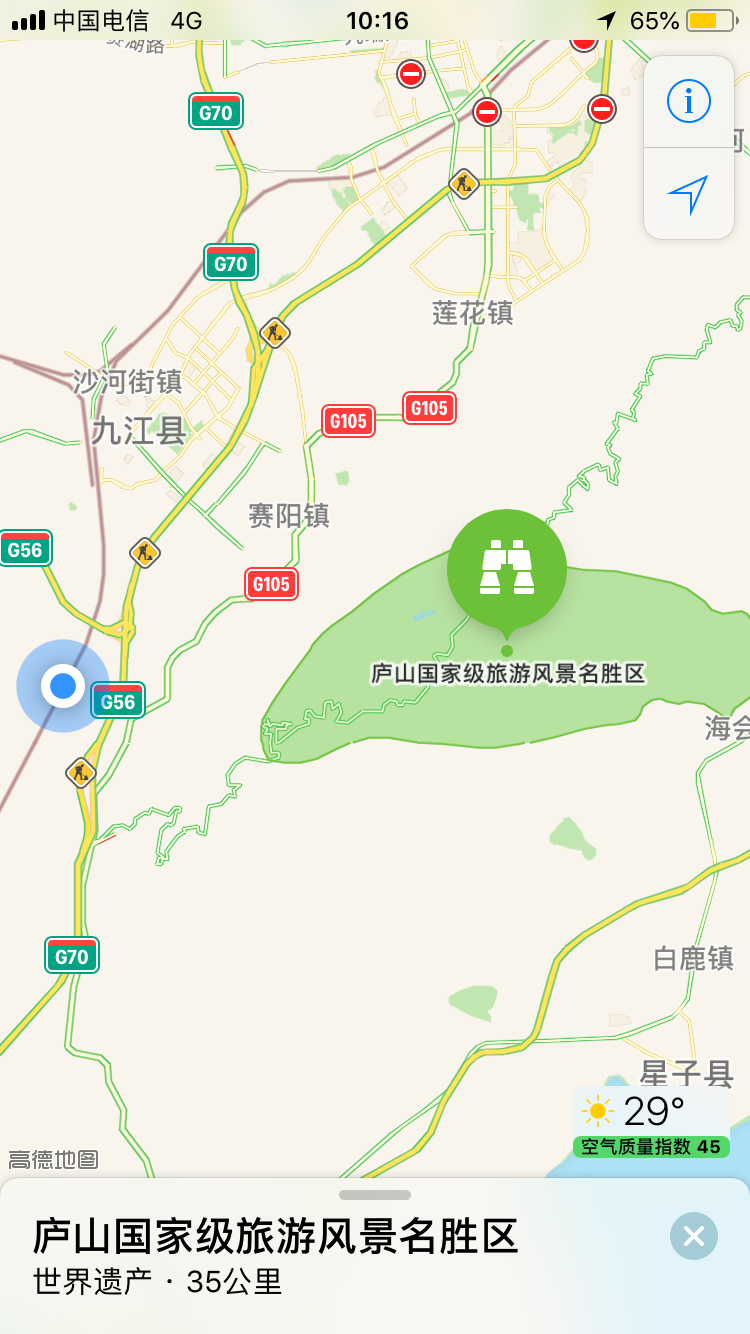 中国电信 4G 10:16 65%
G70
G70
莲花镇
沙河街镇
九江县
G105
G105
赛阳镇
G56
G105
庐山国家级旅游风景名胜区
G56
海会
G70
白鹿镇
星子县
29°
空气质量指数 45
高德地图
庐山国家级旅游风景名胜区
世界遗产 · 35公里